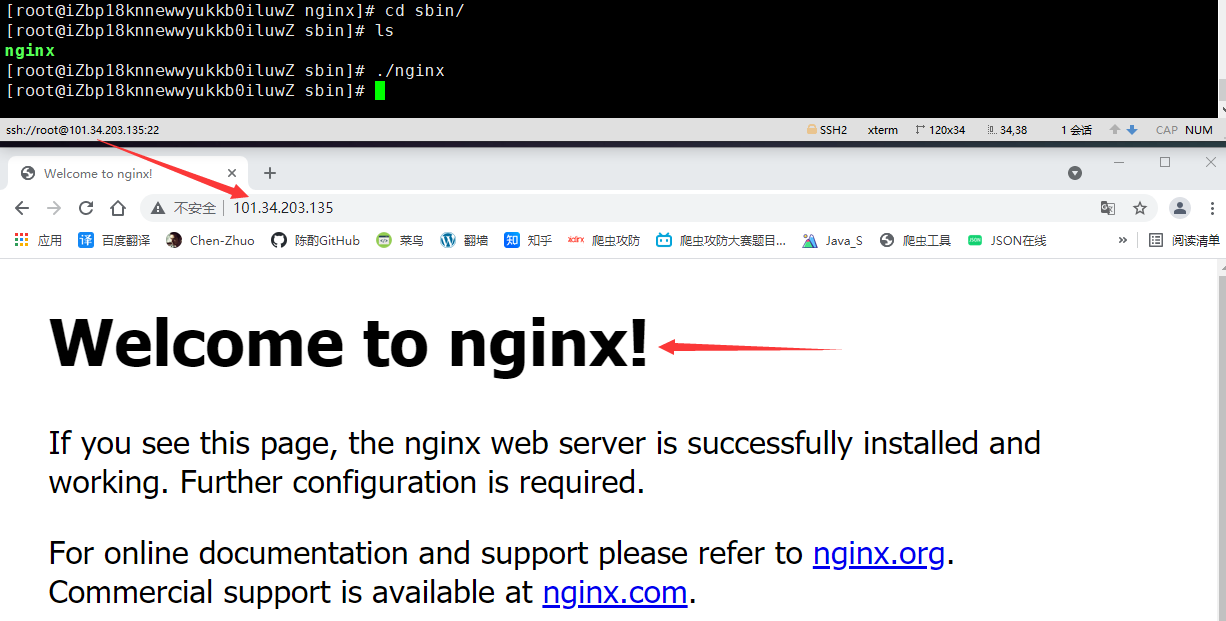 [root@iZbp18knnewwyukkb0iluwZ nginx]# cd sbin/
[root@iZbp18knnewwyukkb0iluwZ sbin]# ls
nginx
[root@iZbp18knnewwyukkb0iluwZ sbin]# ./nginx
[root@iZbp18knnewwyukkb0iluwZ sbin]#
ssh://root@101.34.203.135:22 SSH2 xterm 120x34 34,38 1 会话 CAP NUM
Welcome to nginx!
不安全 101.34.203.135
应用 译 百度翻译 Chen-Zhuo 陈酌GitHub 菜鸟 翻墙 知 知乎 爬虫攻防 爬虫攻防大赛题目... Java_S 爬虫工具 JSON在线 » 阅读清单
Welcome to nginx!
If you see this page, the nginx web server is successfully installed and
working. Further configuration is required.
For online documentation and support please refer to nginx.org.
Commercial support is available at nginx.com.